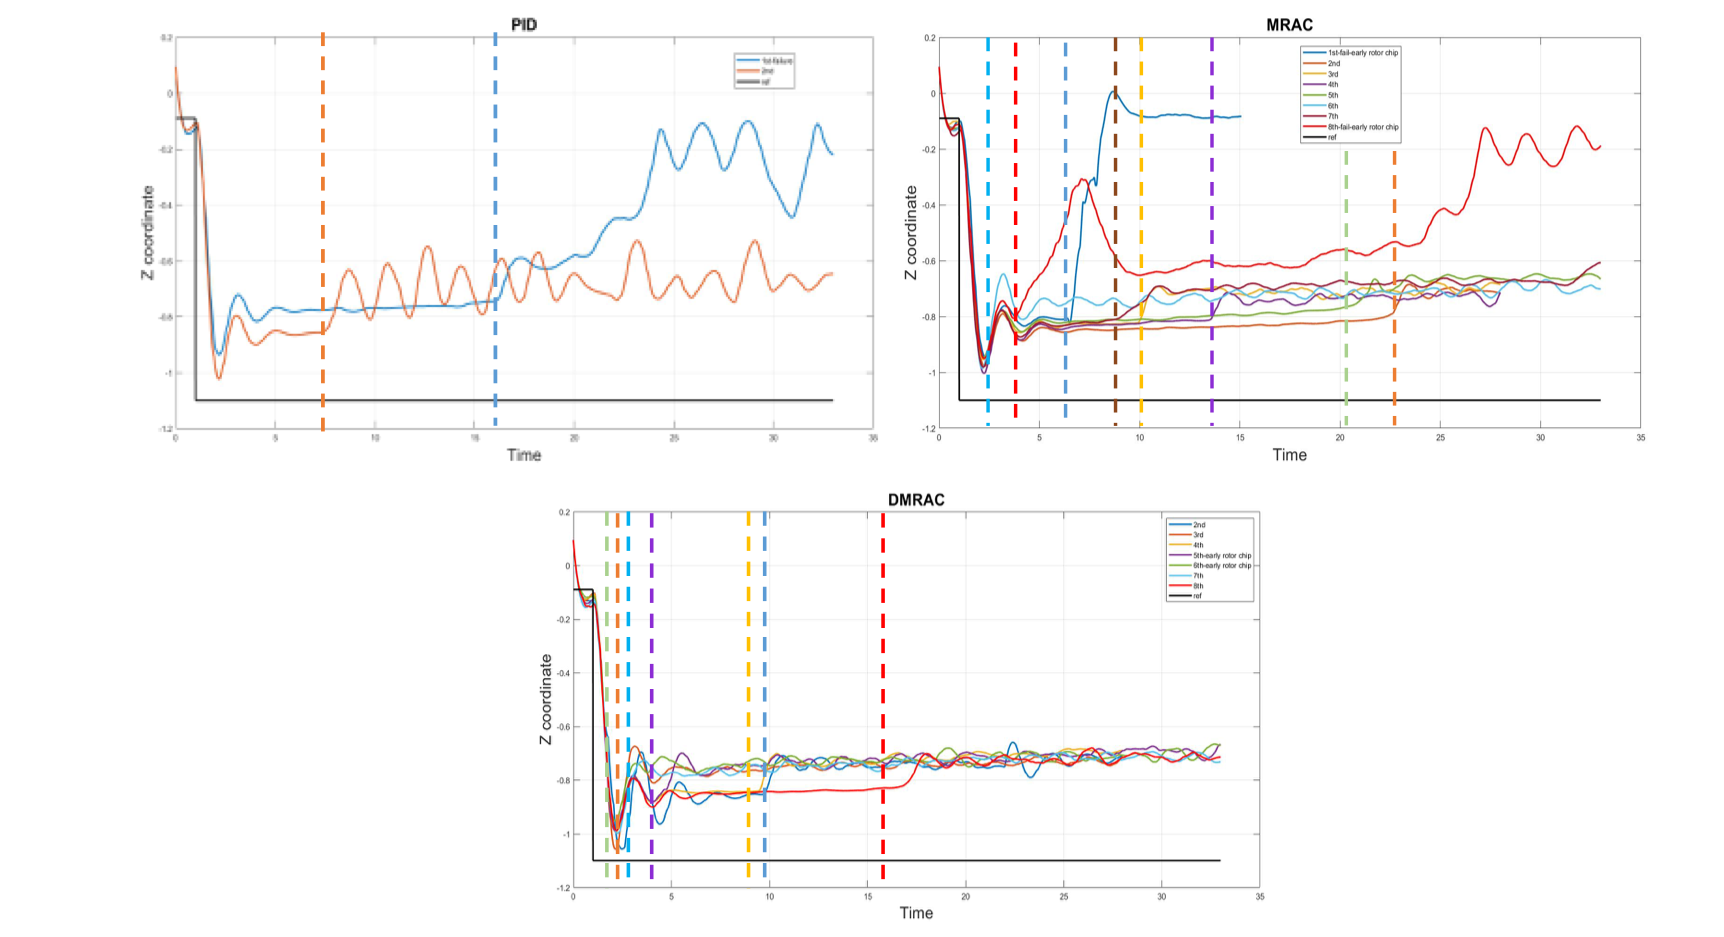 PID
0.2
0
-0.2
-0.4
-0.6
-0.8
-1
-1.2
0
5
10
15
20
25
30
35
Z coordinate
Time
1st-failure
2nd
ref
MRAC
0.2
0
-0.2
-0.4
-0.6
-0.8
-1
-1.2
0
5
10
15
20
25
30
35
Z coordinate
Time
1st-fail-early rotor chip
2nd
3rd
4th
5th
6th
7th
8th-fail-early rotor chip
ref
DMRAC
0.2
0
-0.2
-0.4
-0.6
-0.8
-1
-1.2
0
5
10
15
20
25
30
35
Z coordinate
Time
2nd
3rd
4th
5th-early rotor chip
6th-early rotor chip
7th
8th
ref